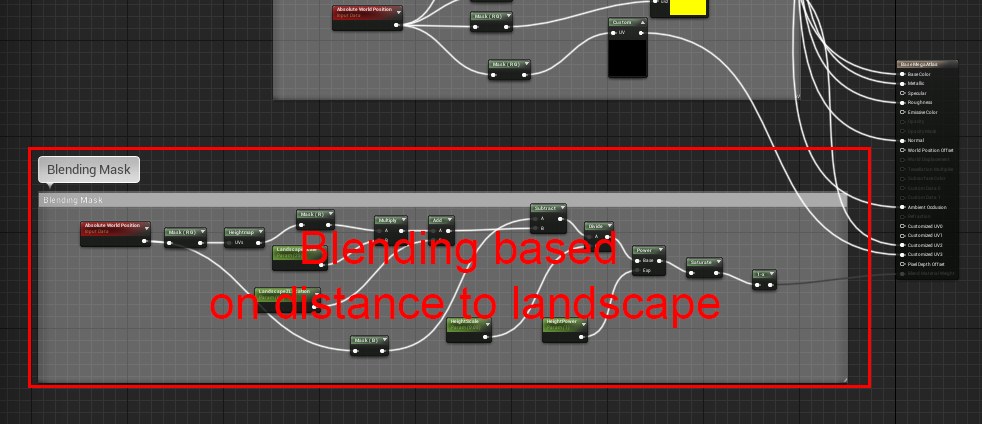 Absolute World Position
Input Data
Mask ( RG )
Custom
UV
Mask ( RG )
BaseMegaAtlas
Base Color
Metallic
Specular
Roughness
Emissive Color
Opacity
Opacity Mask
Normal
World Position Offset
World Displacement
Tessellation Multiplier
Subsurface Color
Custom Data 0
Custom Data 1
Ambient Occlusion
Refraction
Customized UV0
Customized UV1
Customized UV2
Customized UV3
Pixel Depth Offset
Blending Mask
Blending Mask
Absolute World Position
Input Data
Mask ( RG )
Heightmap
UVs
Mask ( R )
Multiply
A
Add
A
Subtract
A
B
Divide
A
Power
Base
Exp
Saturate
1-x
Mask ( B )
HeightScale
HeightPower
Blending based
on distance to landscape